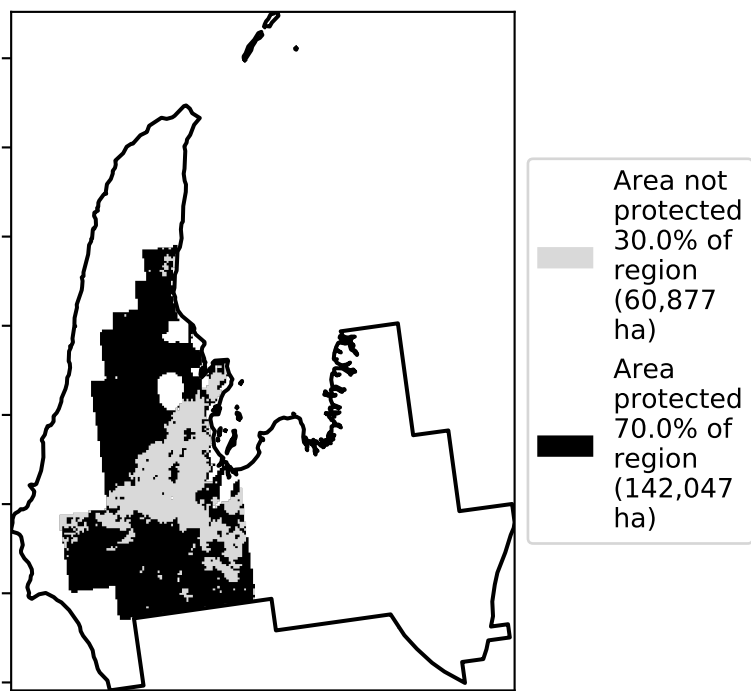 Area not
protected
30.0% of
region
(60,877
ha)
Area
protected
70.0% of
region
(142,047
ha)